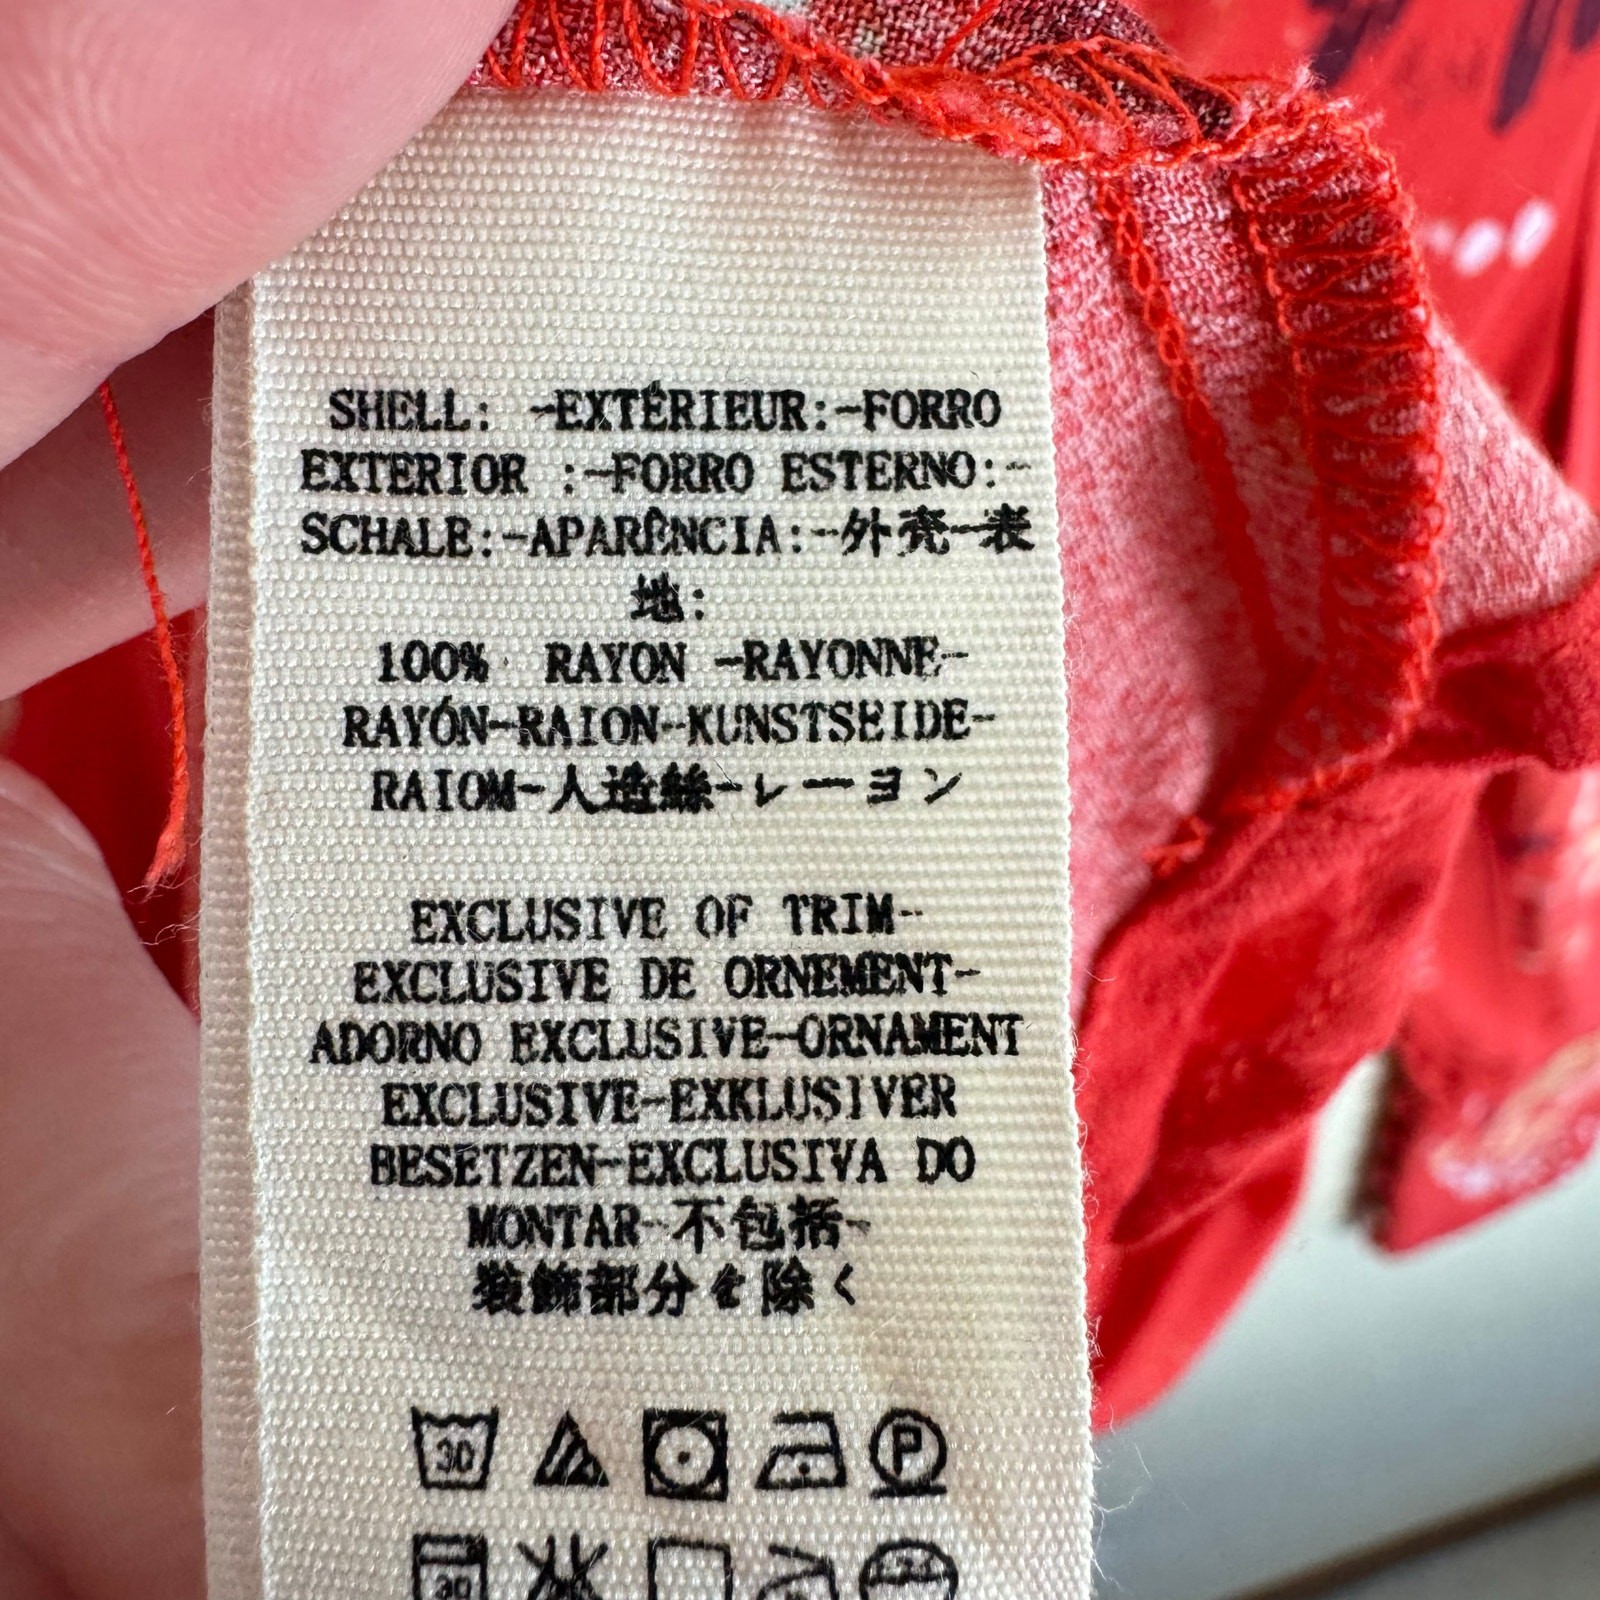 SHELL: -EXTÉRIEUR:-FORRO
EXTERIOR :-FORRO ESTERNO:-
SCHALE:-APARÊNCIA:-外壳-表
地:
100% RAYON -RAYONNE-
RAYÓN-RAION-KUNSTSEIDE-
RAIOM-人造絲-レーヨン
EXCLUSIVE OF TRIM-
EXCLUSIVE DE ORNEMENT-
ADORNO EXCLUSIVE-ORNAMENT
EXCLUSIVE-EXKLUSIVER
BESETZEN-EXCLUSIVA DO
MONTAR-不包括-
装飾部分を除く
30 P
30